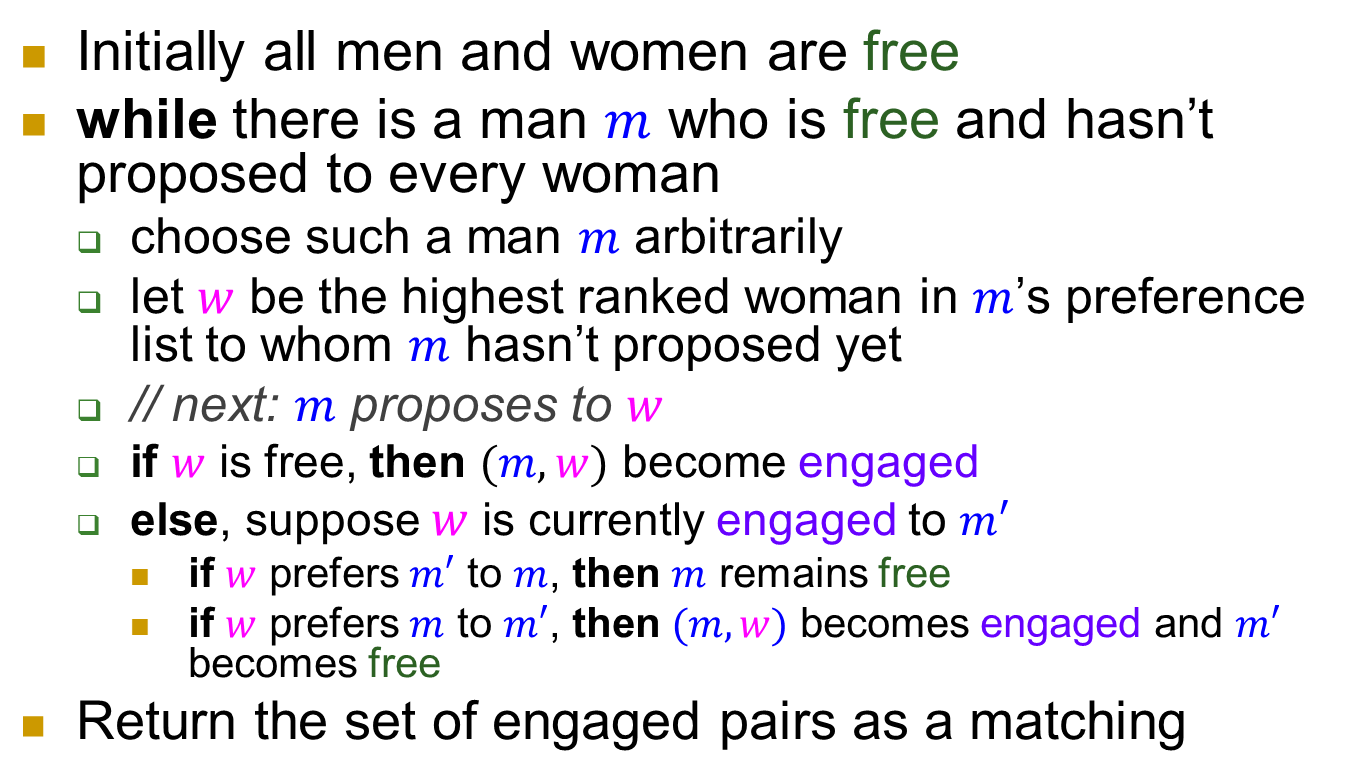 Initially all men and women are free
while there is a man m who is free and hasn’t
proposed to every woman
choose such a man m arbitrarily
let w be the highest ranked woman in m’s preference
list to whom m hasn’t proposed yet
// next: m proposes to w
if w is free, then (m, w) become engaged
else, suppose w is currently engaged to m′
if w prefers m′ to m, then m remains free
if w prefers m to m′, then (m, w) becomes engaged and m′
becomes free
Return the set of engaged pairs as a matching